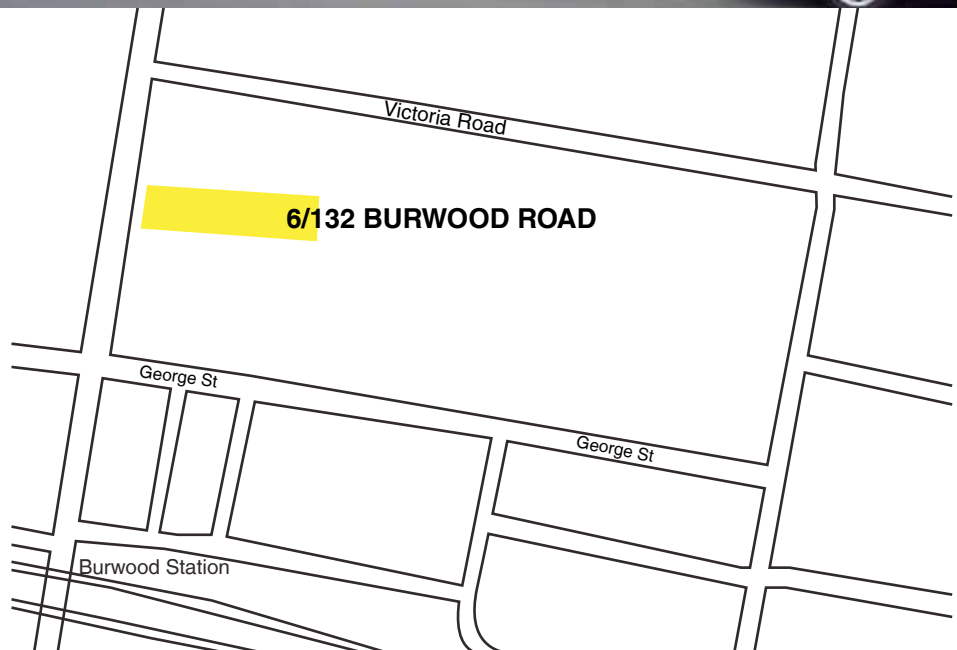 Victoria Road
6/132 BURWOOD ROAD
George St
George St
Burwood Station